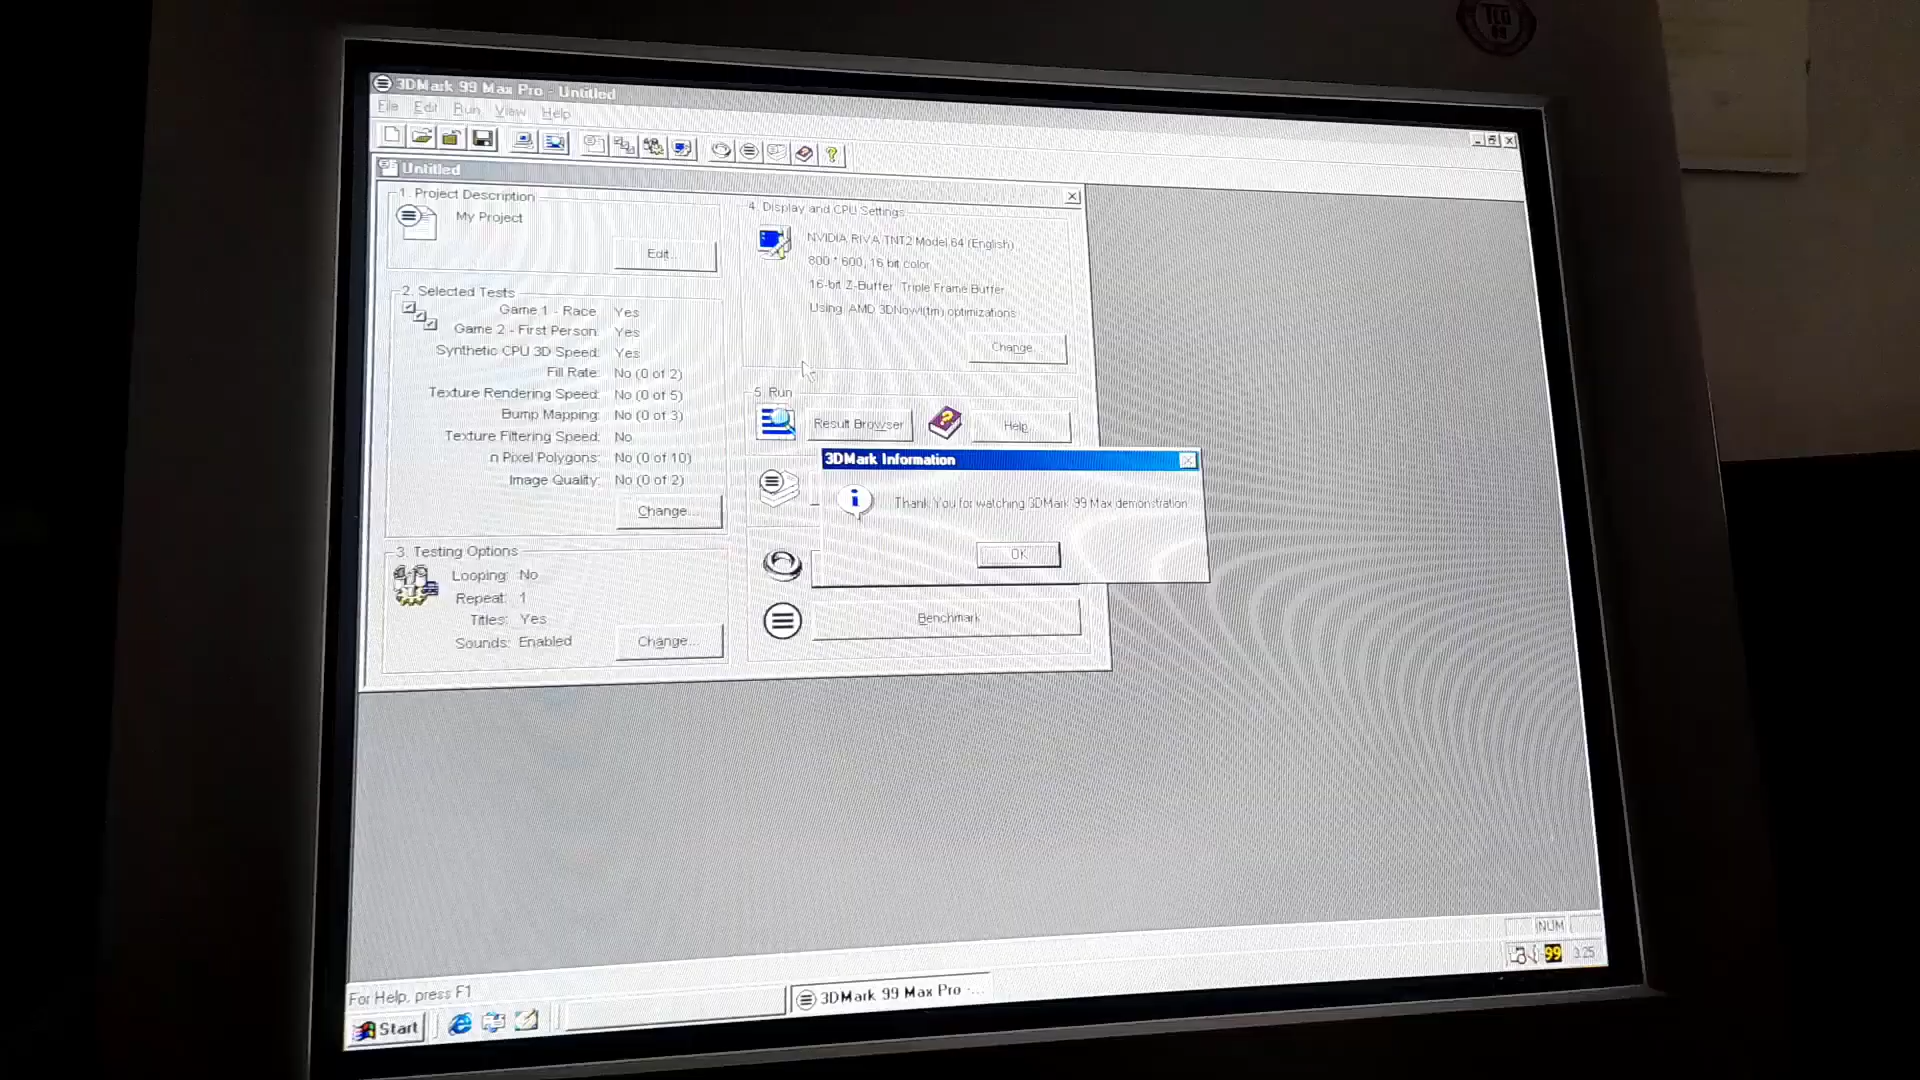 TCO
99
3DMark 99 Max Pro - Untitled
File Edit Run View Help
Untitled
1. Project Description
My Project
Edit...
2. Selected Tests
Game 1 - Race Yes
Game 2 - First Person: Yes
Synthetic CPU 3D Speed: Yes
Fill Rate: No (0 of 2)
Texture Rendering Speed: No (0 of 5)
Bump Mapping: No (0 of 3)
Texture Filtering Speed: No
n Pixel Polygons: No (0 of 10)
Image Quality: No (0 of 2)
Change...
3. Testing Options
Looping: No
Repeat: 1
Titles: Yes
Sounds: Enabled
Change...
4. Display and CPU Settings
NVIDIA RIVA TNT2 Model 64 (English)
800 * 600, 16 bit color
16-bit Z-Buffer Triple Frame Buffer
Using: AMD 3DNow!(tm) optimizations
Change...
5. Run
Result Browser
Help
3DMark Information
Thank You for watching 3DMark 99 Max demonstration
OK
Benchmark
For Help, press F1
NUM
Start
3DMark 99 Max Pro -...
99
3:25